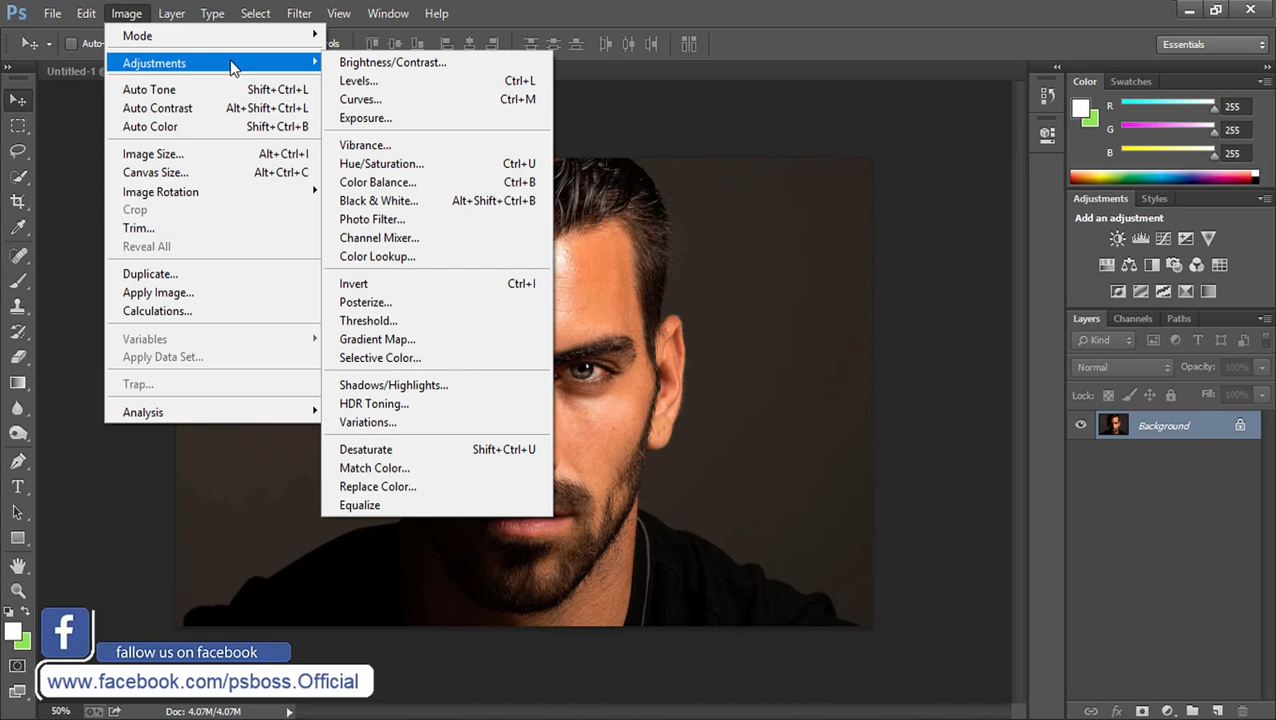 Ps File Edit Image Layer Type Select Filter View Window Help
Auto-
Essentials
Untitled-1 @
Mode
Adjustments
Auto Tone Shift+Ctrl+L
Auto Contrast Alt+Shift+Ctrl+L
Auto Color Shift+Ctrl+B
Image Size... Alt+Ctrl+I
Canvas Size... Alt+Ctrl+C
Image Rotation
Crop
Trim...
Reveal All
Duplicate...
Apply Image...
Calculations...
Variables
Apply Data Set...
Trap...
Analysis
Brightness/Contrast...
Levels... Ctrl+L
Curves... Ctrl+M
Exposure...
Vibrance...
Hue/Saturation... Ctrl+U
Color Balance... Ctrl+B
Black & White... Alt+Shift+Ctrl+B
Photo Filter...
Channel Mixer...
Color Lookup...
Invert Ctrl+I
Posterize...
Threshold...
Gradient Map...
Selective Color...
Shadows/Highlights...
HDR Toning...
Variations...
Desaturate Shift+Ctrl+U
Match Color...
Replace Color...
Equalize
Color Swatches
R 255
G 255
B 255
Adjustments Styles
Add an adjustment
Layers Channels Paths
Kind
Normal Opacity: 100%
Lock: Fill: 100%
Background
f
fallow us on facebook
www.facebook.com/psboss.Official
50% Doc: 4.07M/4.07M